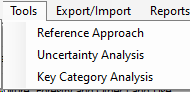 Tools Export/Import Reports
Reference Approach
Uncertainty Analysis
Key Category Analysis